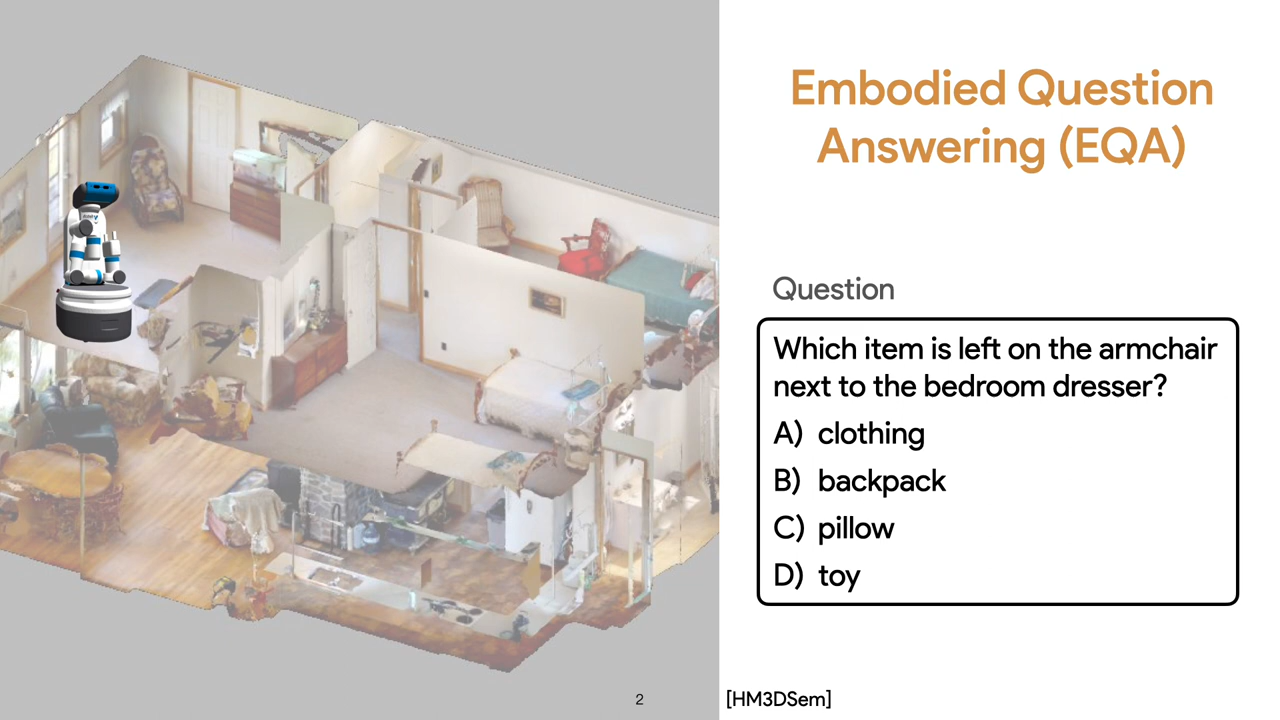 Embodied Question
Answering (EQA)
Question
Which item is left on the armchair
next to the bedroom dresser?
A) clothing
B) backpack
C) pillow
D) toy
2
[HM3DSem]